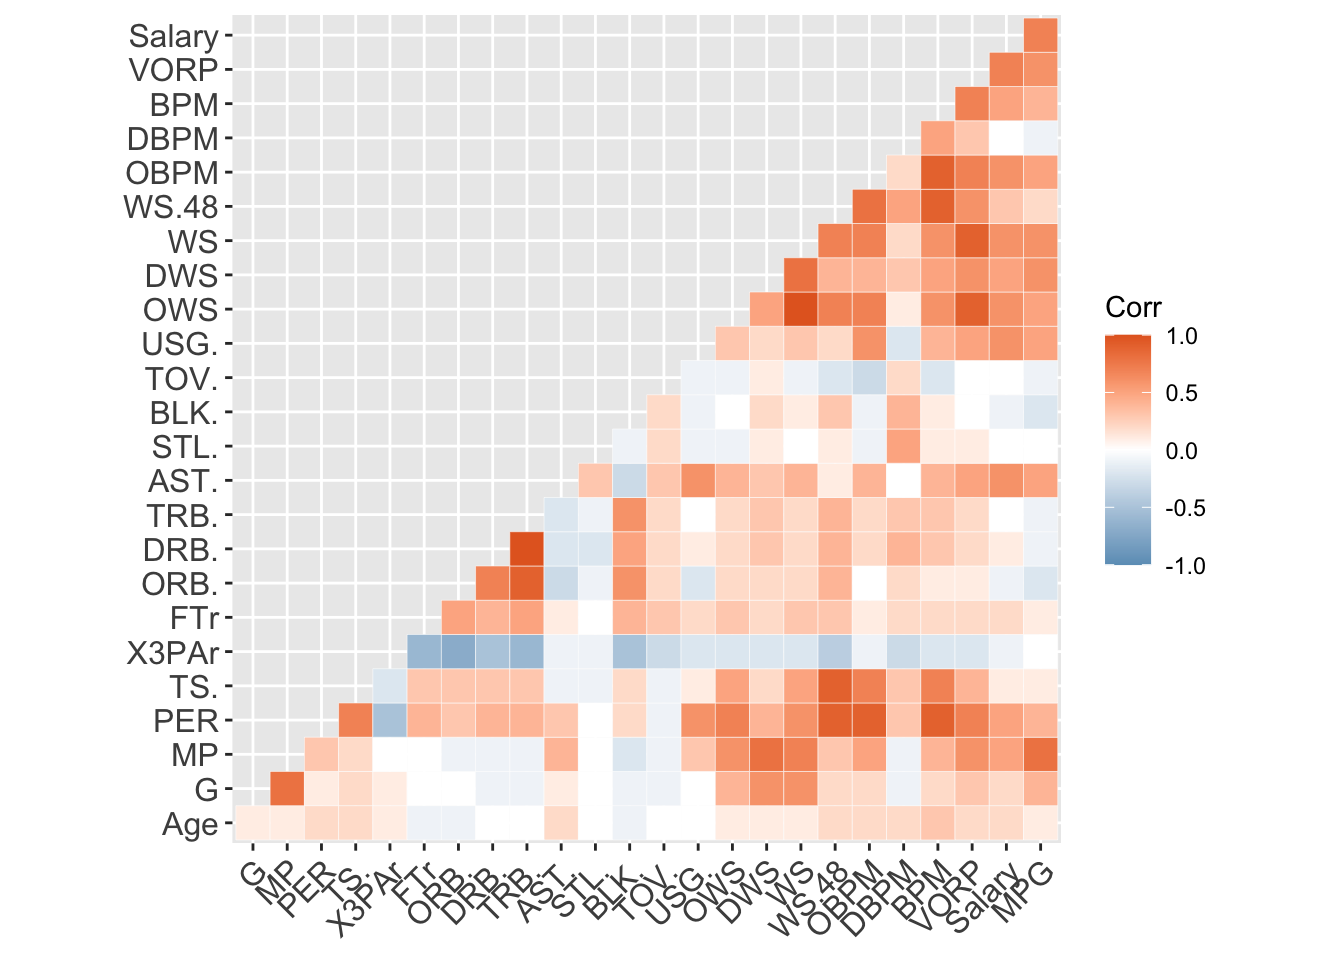 Salary
VORP
BPM
DBPM
OBPM
WS.48
WS
DWS
OWS
USG.
TOV.
BLK.
STL.
AST.
TRB.
DRB.
ORB.
FTr
X3PAr
TS.
PER
MP
G
Age
G
MP
PER
TS.
X3PAr
FTr
ORB.
DRB.
TRB.
AST.
STL.
BLK.
TOV.
USG.
OWS
DWS
WS
WS.48
OBPM
DBPM
BPM
VORP
Salary
MPG
Corr
1.0
0.5
0.0
-0.5
-1.0